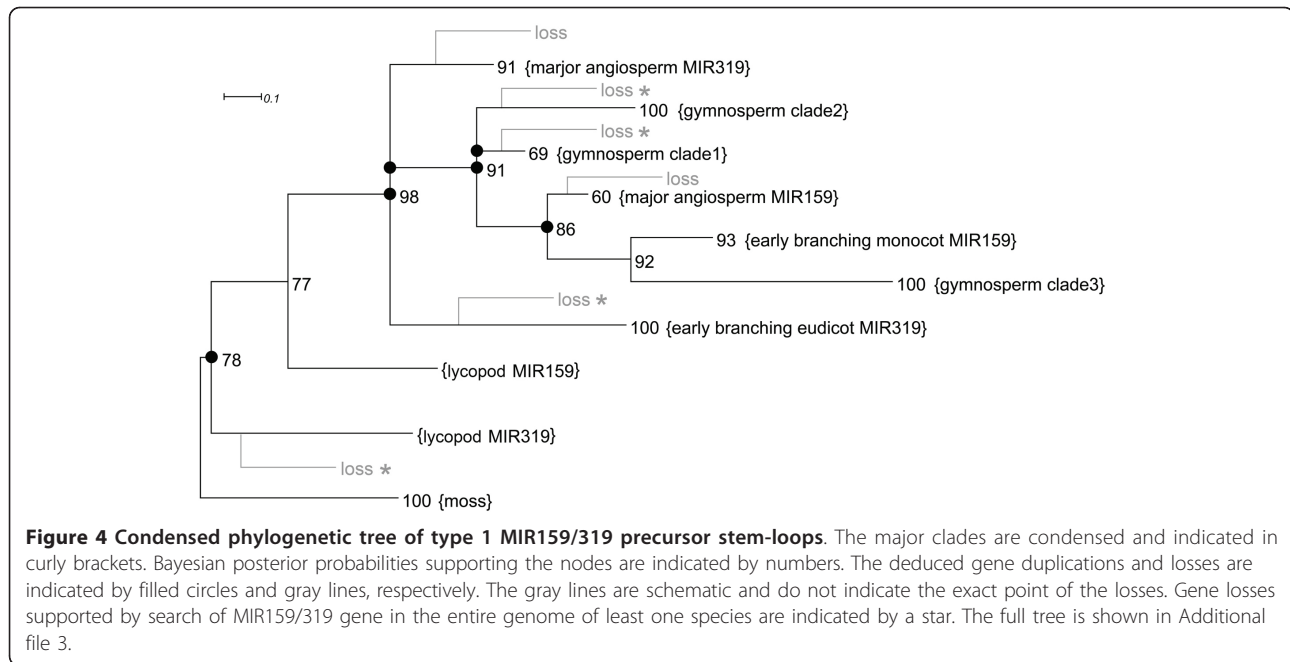 loss
91 {marjor angiosperm MIR319}
0.1
loss *
100 {gymnosperm clade2}
loss *
69 {gymnosperm clade1}
91
loss
60 {major angiosperm MIR159}
98
86
93 {early branching monocot MIR159}
92
77
100 {gymnosperm clade3}
loss *
100 {early branching eudicot MIR319}
78
{lycopod MIR159}
{lycopod MIR319}
loss *
100 {moss}
Figure 4 Condensed phylogenetic tree of type 1 MIR159/319 precursor stem-loops. The major clades are condensed and indicated in
curly brackets. Bayesian posterior probabilities supporting the nodes are indicated by numbers. The deduced gene duplications and losses are
indicated by filled circles and gray lines, respectively. The gray lines are schematic and do not indicate the exact point of the losses. Gene losses
supported by search of MIR159/319 gene in the entire genome of least one species are indicated by a star. The full tree is shown in Additional
file 3.